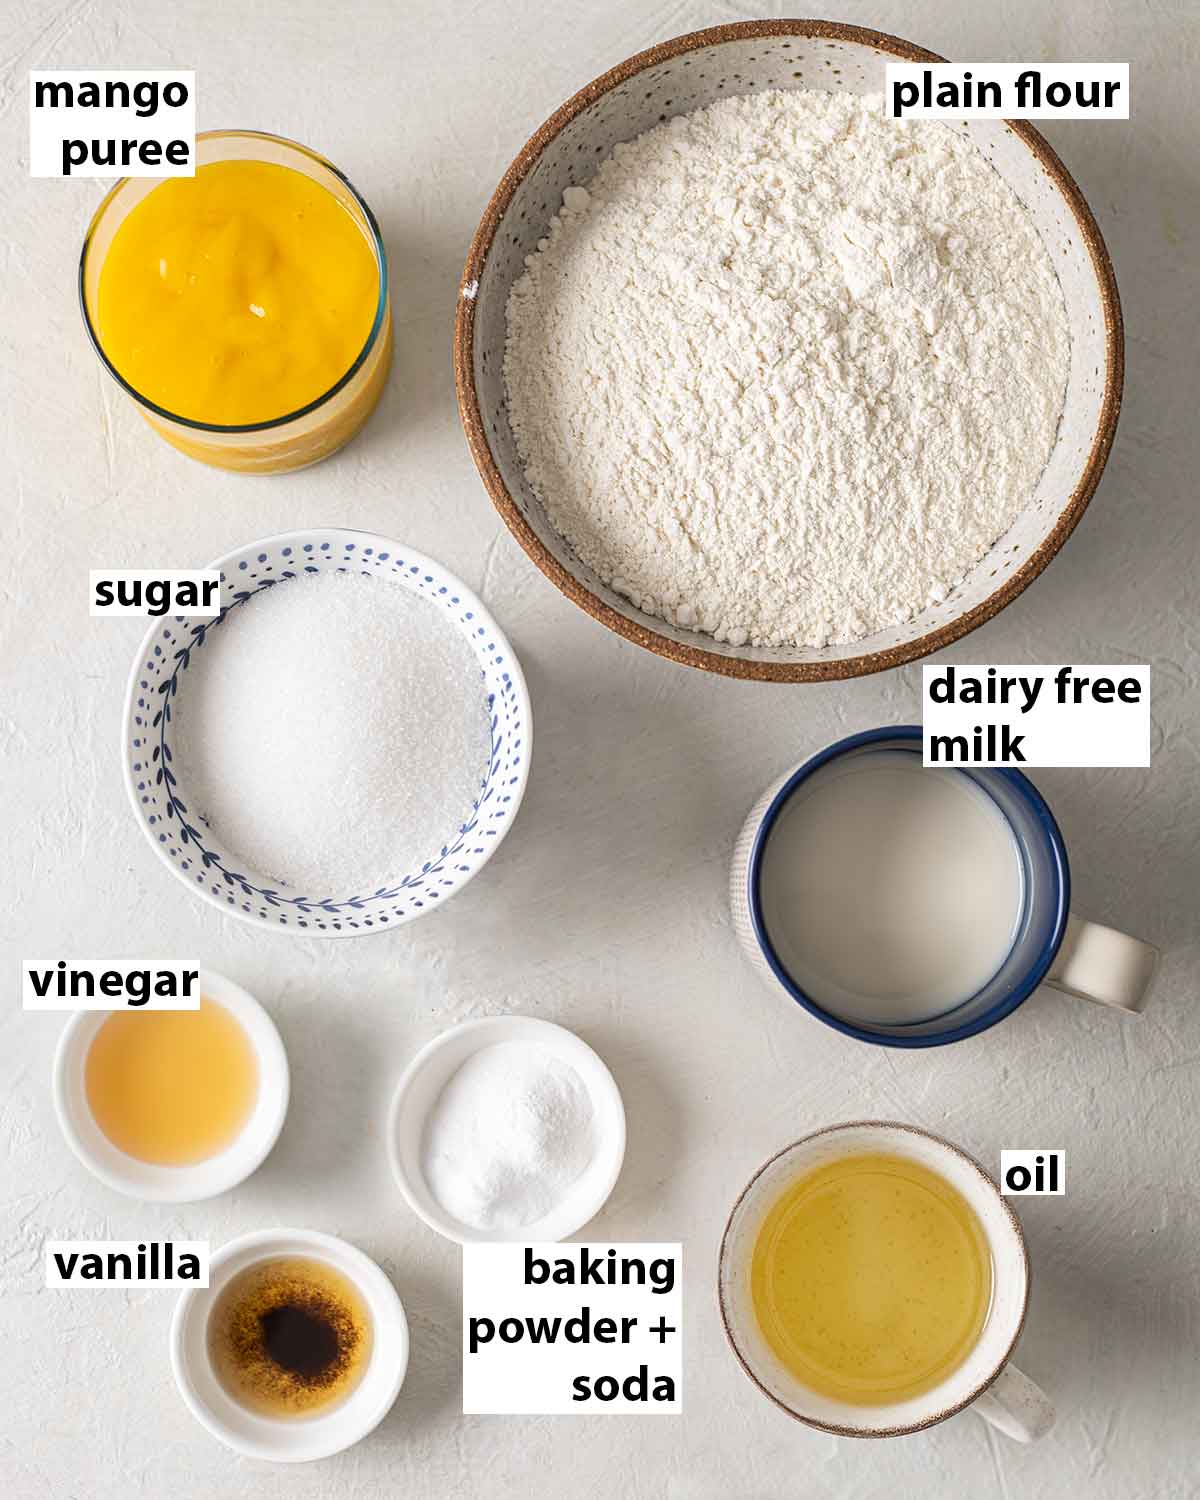 mango
puree
plain flour
sugar
dairy free
milk
vinegar
oil
vanilla
baking
powder +
soda